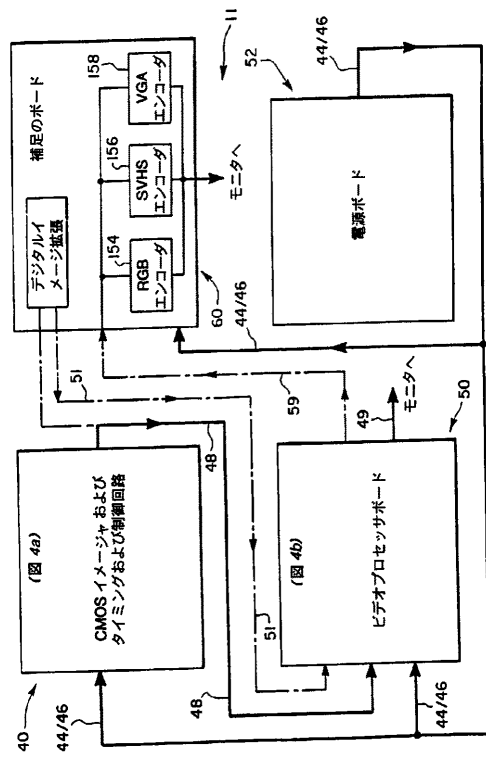 (図 4a)
CMOS イメージャ および
タイミングおよび制御回路
40
44/46
48
51
デジタルイ
メージ拡張
補足のボード
154
RGB
エンコーダ
156
SVHS
エンコーダ
158
VGA
エンコーダ
モニタへ
11
60
44/46
59
48
51
(図 4b)
ビデオプロセッサボード
44/46
49
モニタへ
50
電源ボード
52
44/46